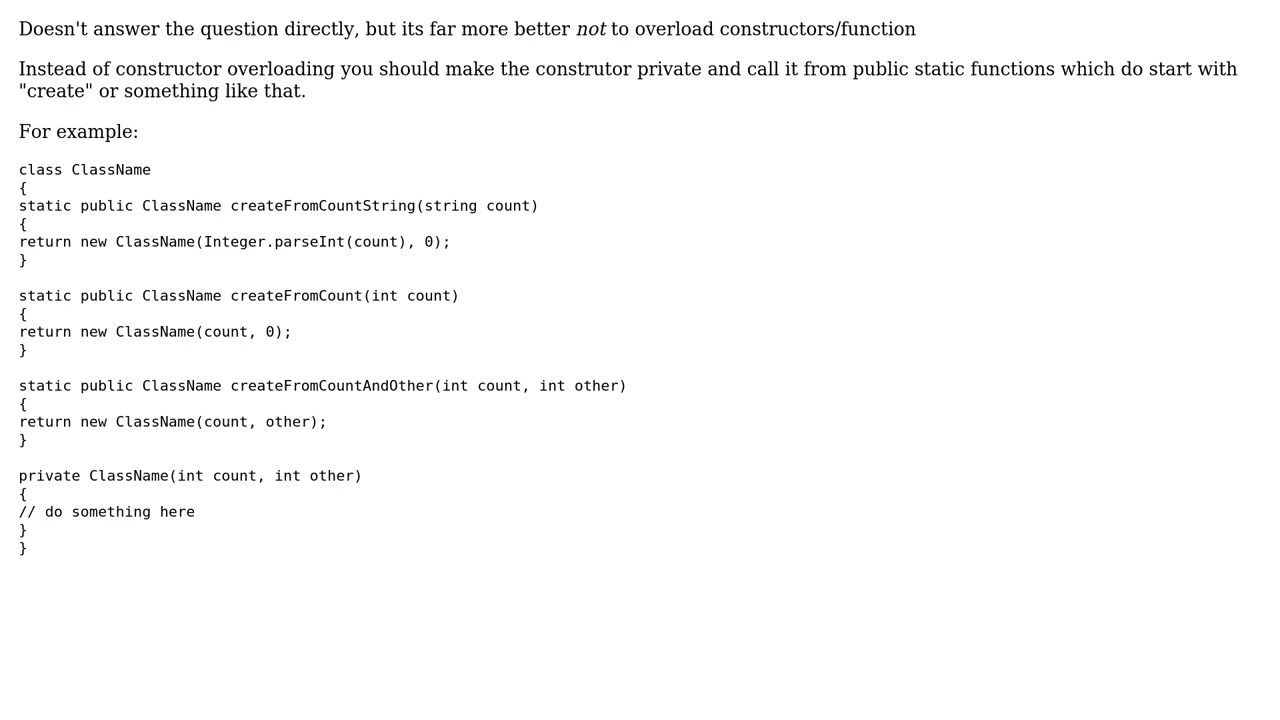 Doesn't answer the question directly, but its far more better not to overload constructors/function
Instead of constructor overloading you should make the construtor private and call it from public static functions which do start with
"create" or something like that.
For example:
class ClassName
{
static public ClassName createFromCountString(string count)
{
return new ClassName(Integer.parseInt(count), 0);
}
static public ClassName createFromCount(int count)
{
return new ClassName(count, 0);
}
static public ClassName createFromCountAndOther(int count, int other)
{
return new ClassName(count, other);
}
private ClassName(int count, int other)
{
// do something here
}
}